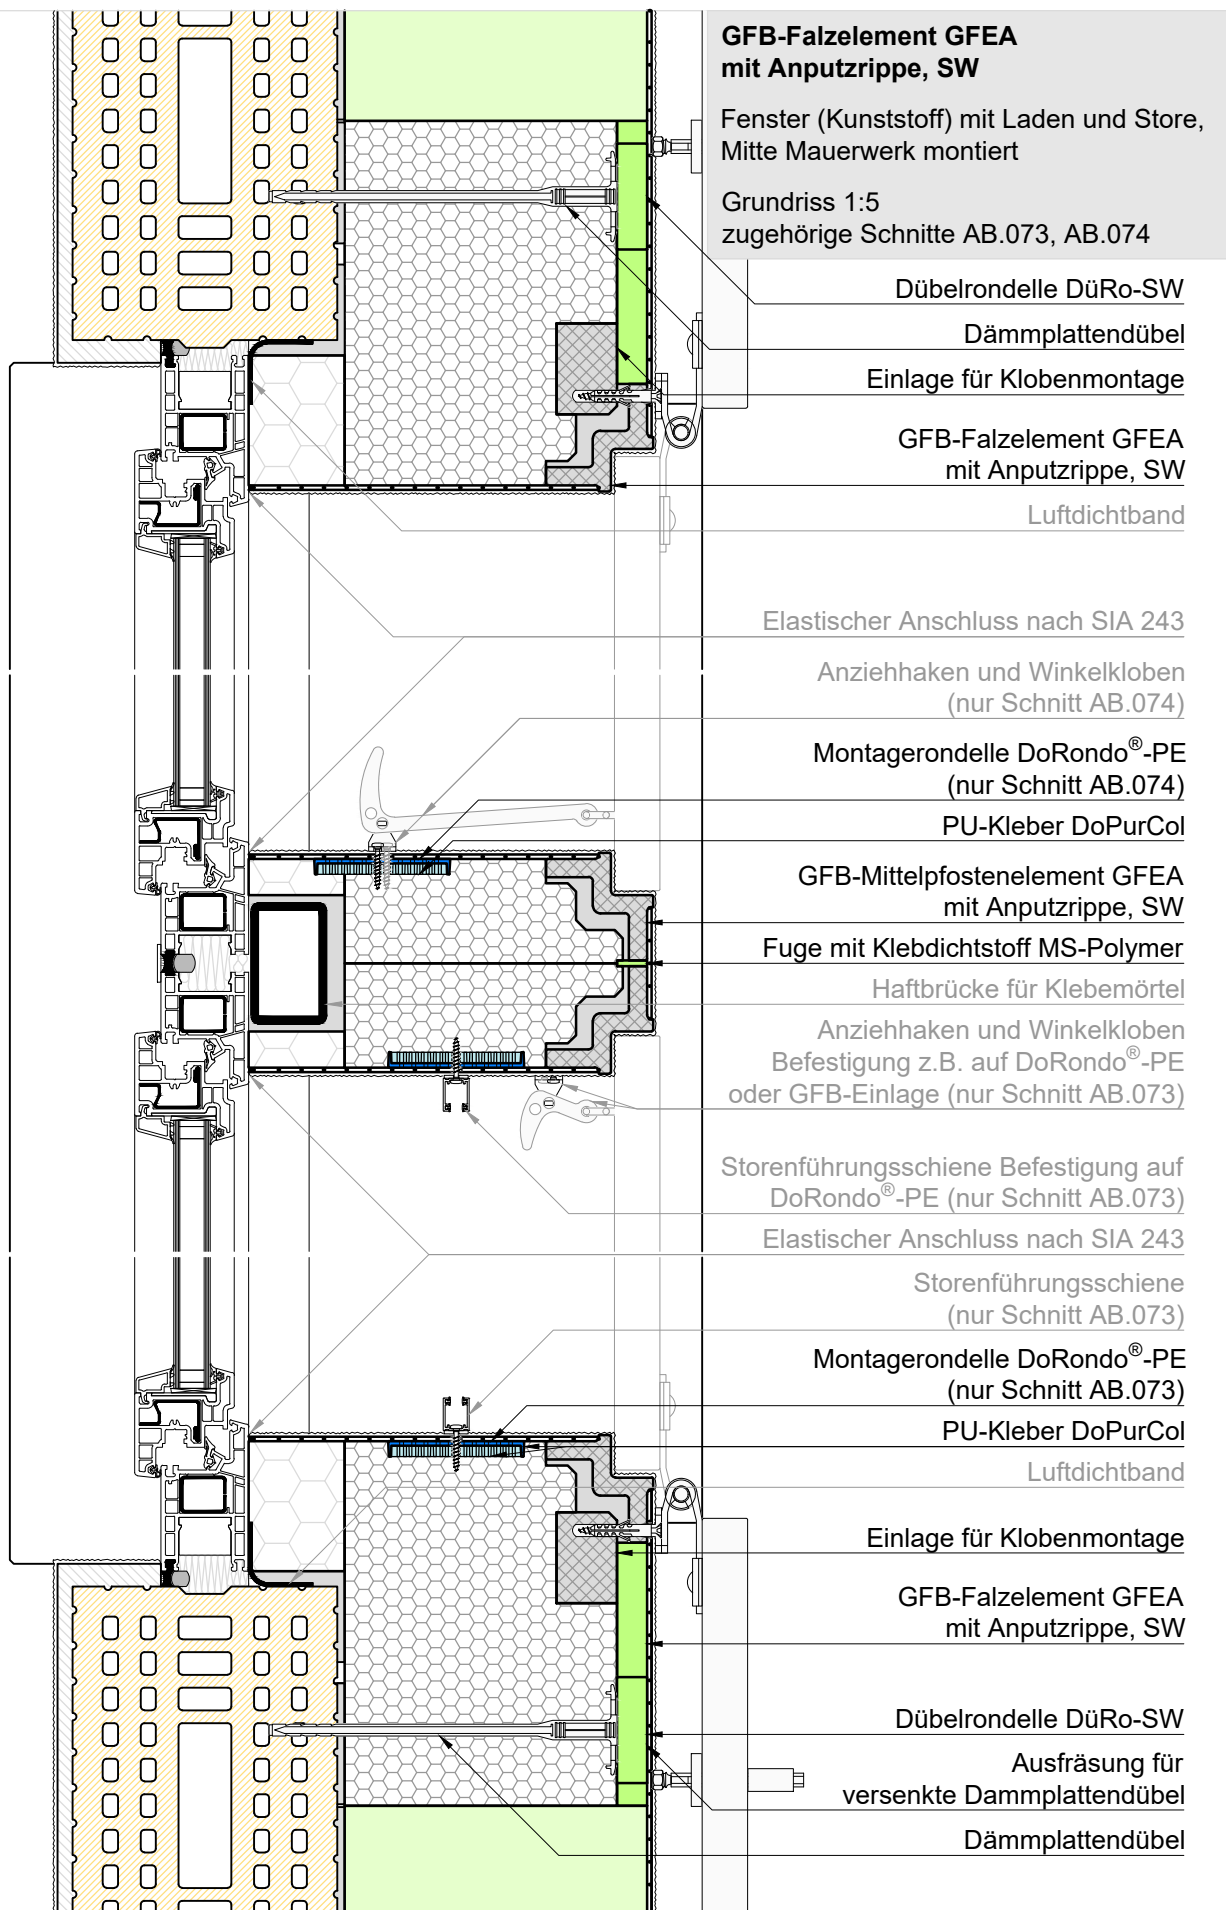 GFB-Falzelement GFEA
mit Anputzrippe, SW
Fenster (Kunststoff) mit Laden und Store,
Mitte Mauerwerk montiert
Grundriss 1:5
zugehörige Schnitte AB.073, AB.074
Dübelrondelle DüRo-SW
Dämmplattendübel
Einlage für Klobenmontage
GFB-Falzelement GFEA
mit Anputzrippe, SW
Luftdichtband
Elastischer Anschluss nach SIA 243
Anziehhaken und Winkelkloben
(nur Schnitt AB.074)
Montagerondelle DoRondo®-PE
(nur Schnitt AB.074)
PU-Kleber DoPurCol
GFB-Mittelpfostenelement GFEA
mit Anputzrippe, SW
Fuge mit Klebdichtstoff MS-Polymer
Haftbrücke für Klebemörtel
Anziehhaken und Winkelkloben
Befestigung z.B. auf DoRondo®-PE
oder GFB-Einlage (nur Schnitt AB.073)
Storenführungsschiene Befestigung auf
DoRondo®-PE (nur Schnitt AB.073)
Elastischer Anschluss nach SIA 243
Storenführungsschiene
(nur Schnitt AB.073)
Montagerondelle DoRondo®-PE
(nur Schnitt AB.073)
PU-Kleber DoPurCol
Luftdichtband
Einlage für Klobenmontage
GFB-Falzelement GFEA
mit Anputzrippe, SW
Dübelrondelle DüRo-SW
Ausfräsung für
versenkte Dammplattendübel
Dämmplattendübel